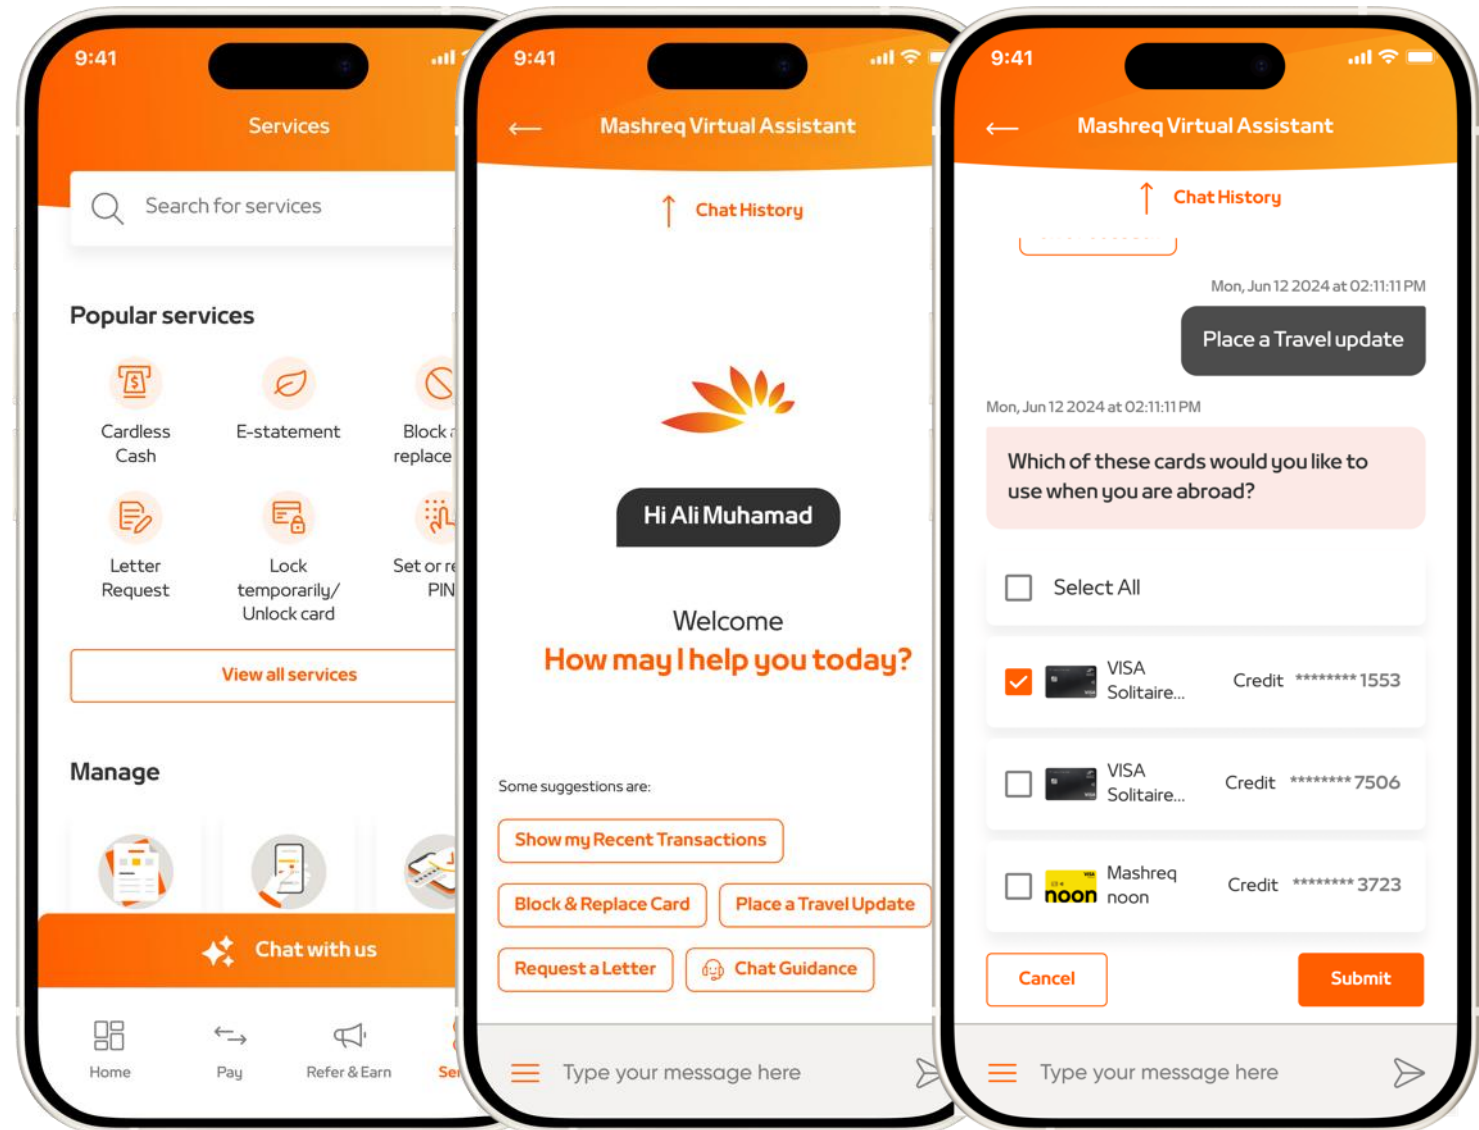 9:41
Services
Search for services
Popular services
Cardless
Cash
E-statement
Block
replace
Letter
Request
Lock
temporarily/
Unlock card
Set or
PIN
View all services
Manage
Chat with us
Home
Pay
Refer & Earn
9:41
Mashreq Virtual Assistant
Chat History
Hi Ali Muhamad
Welcome
How may I help you today?
Some suggestions are:
Show my Recent Transactions
Block & Replace Card
Place a Travel Update
Request a Letter
Chat Guidance
Type your message here
9:41
Mashreq Virtual Assistant
Chat History
Mon, Jun 12 2024 at 02:11:11 PM
Place a Travel update
Mon, Jun 12 2024 at 02:11:11 PM
Which of these cards would you like to
use when you are abroad?
Select All
VISA
Solitaire...
Credit ********1553
VISA
Solitaire...
Credit ********7506
noon
Mashreq
noon
Credit ********3723
Cancel
Submit
Type your message here